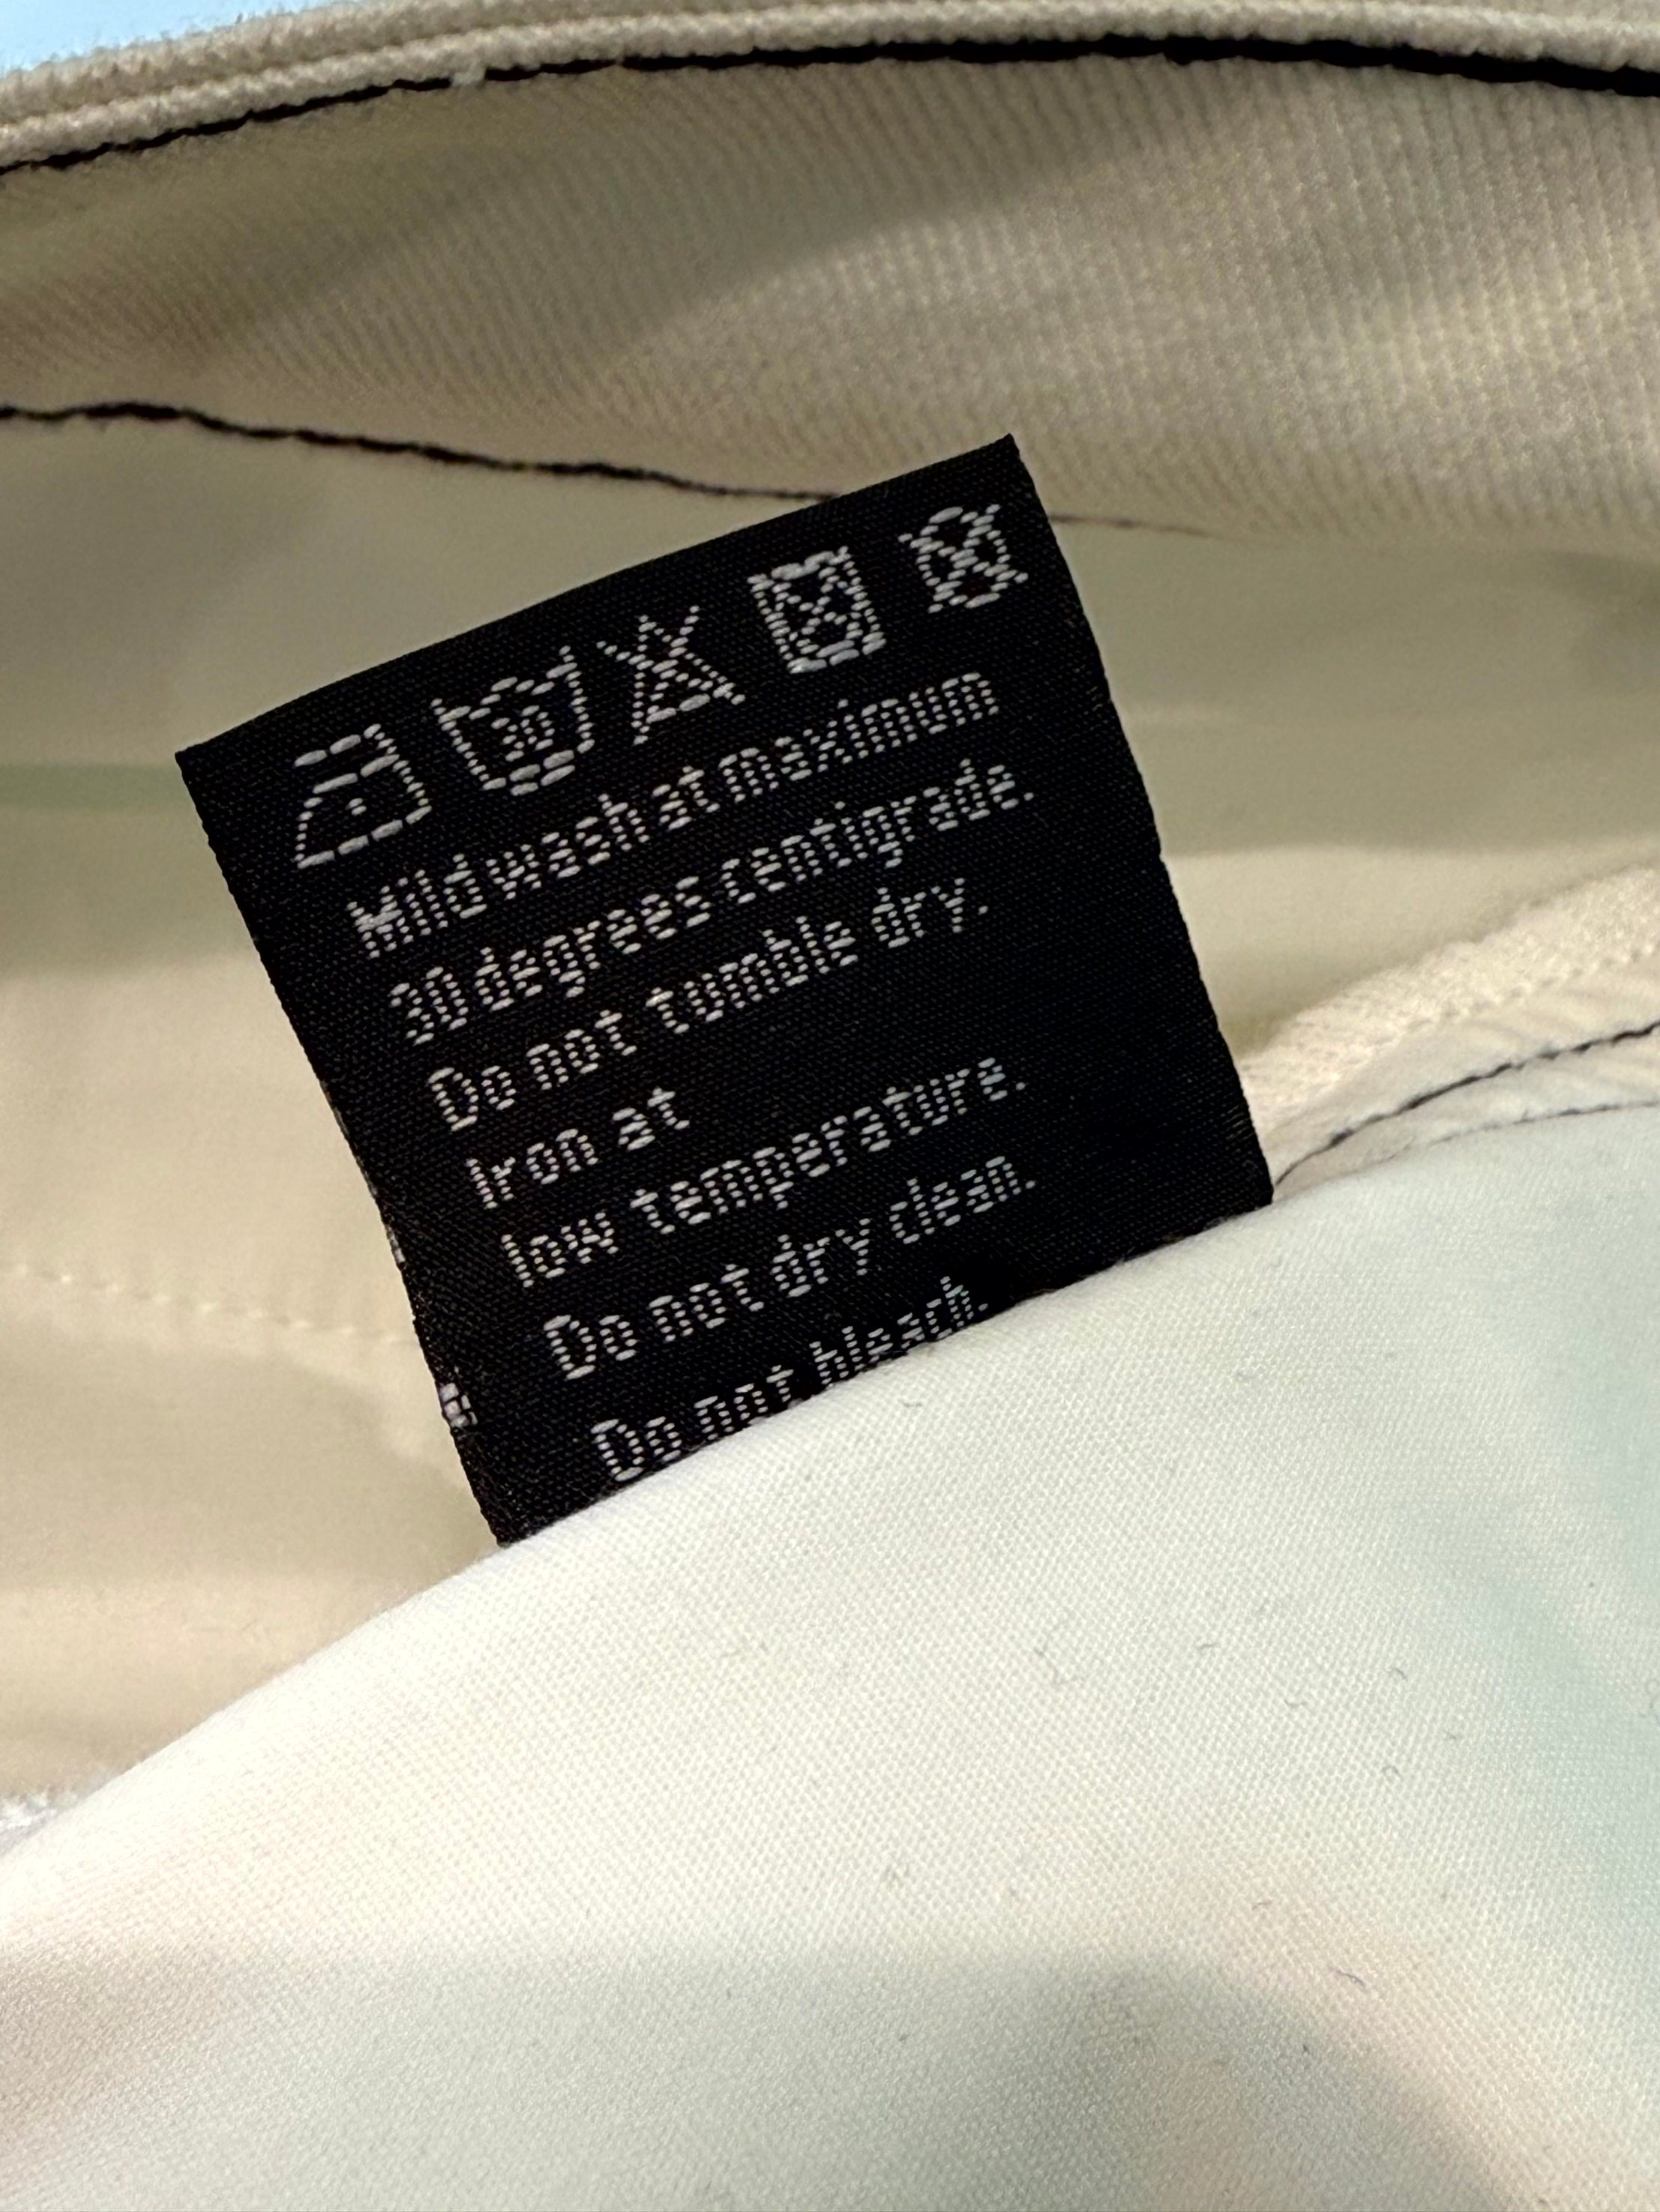 30
Mild wash at maximum
30 degrees centigrade.
Do not tumble dry.
Iron at
low temperature.
Do not dry clean.
Do not bleach.